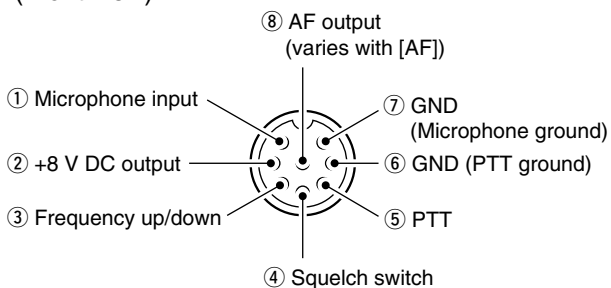 ⑧ AF output
(varies with [AF])
① Microphone input
⑦ GND
(Microphone ground)
② +8 V DC output
⑥ GND (PTT ground)
③ Frequency up/down
⑤ PTT
④ Squelch switch